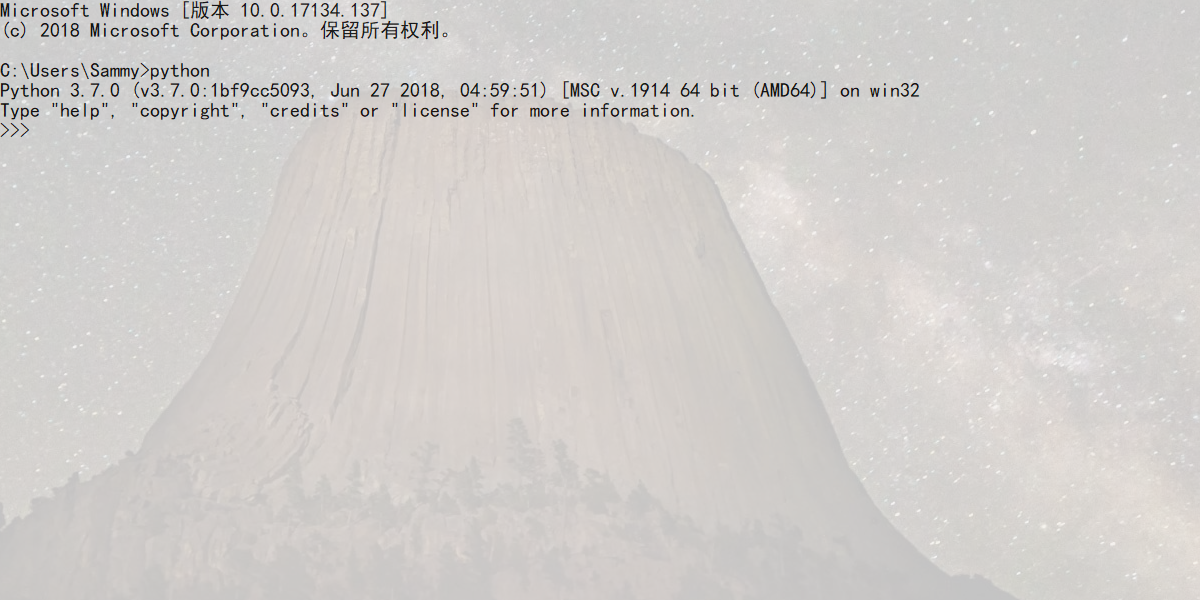 Microsoft Windows [版本 10.0.17134.137]
(c) 2018 Microsoft Corporation。保留所有权利。
C:\Users\Sammy>python
Python 3.7.0 (v3.7.0:1bf9cc5093, Jun 27 2018, 04:59:51) [MSC v.1914 64 bit (AMD64)] on win32
Type "help", "copyright", "credits" or "license" for more information.
>>>